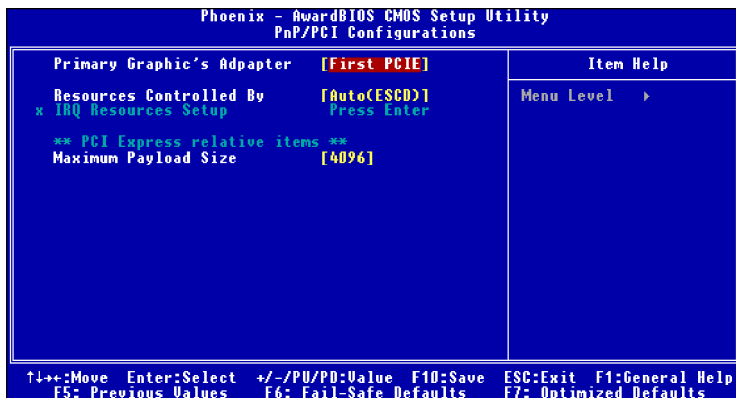 Phoenix - AwardBIOS CMOS Setup Utility
PnP/PCI Configurations
Primary Graphic's Adpapter [First PCIE]
Item Help
Resources Controlled By [Auto(ESCD)]
Menu Level ▸
x IRQ Resources Setup Press Enter
** PCI Express relative items **
Maximum Payload Size [4096]
↑↓→←:Move Enter:Select +/-/PU/PD:Value F10:Save ESC:Exit F1:General Help
F5: Previous Values F6: Fail-Safe Defaults F7: Optimized Defaults